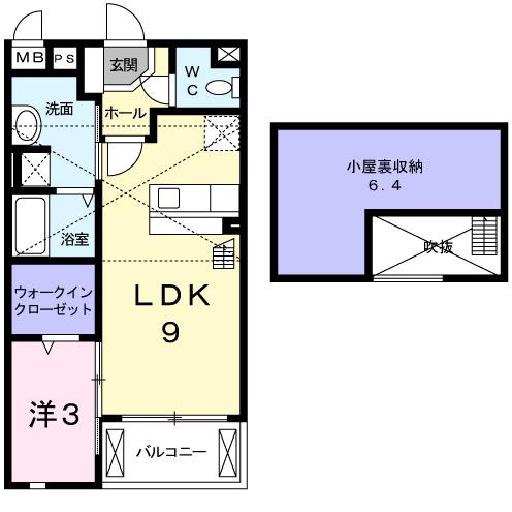 MB
PS
玄関
W
C
洗面
ホール
浴室
ウォークイン
クローゼット
LDK
9
洋3
バルコニー
小屋裏収納
6.4
吹抜